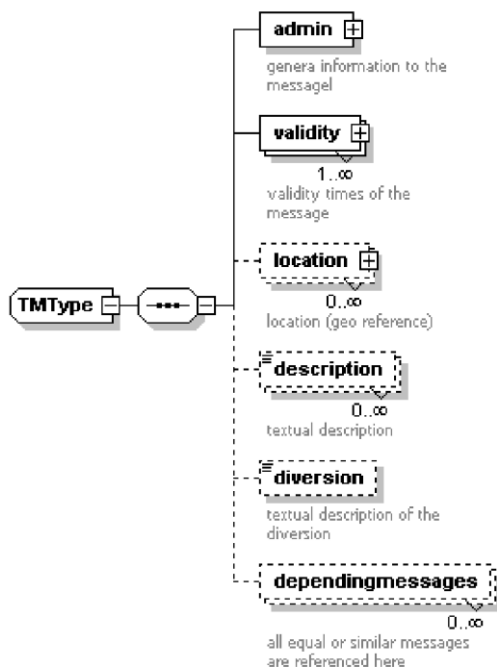 admin
genera information to the
messagel
validity
1..∞
validity times of the
message
location
0..∞
TMType
location (geo reference)
description
0..∞
textual description
diversion
textual description of the
diversion
dependingmessages
0..∞
all equal or similar messages
are referenced here